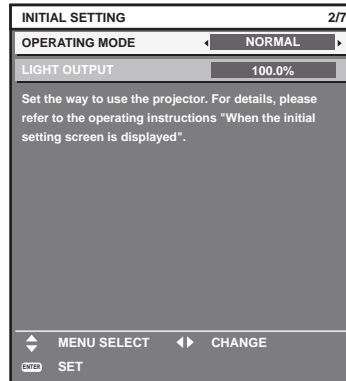 INITIAL SETTING 2/7
OPERATING MODE NORMAL
LIGHT OUTPUT 100.0%
Set the way to use the projector. For details, please
refer to the operating instructions "When the initial
setting screen is displayed".
MENU SELECT CHANGE
ENTER SET